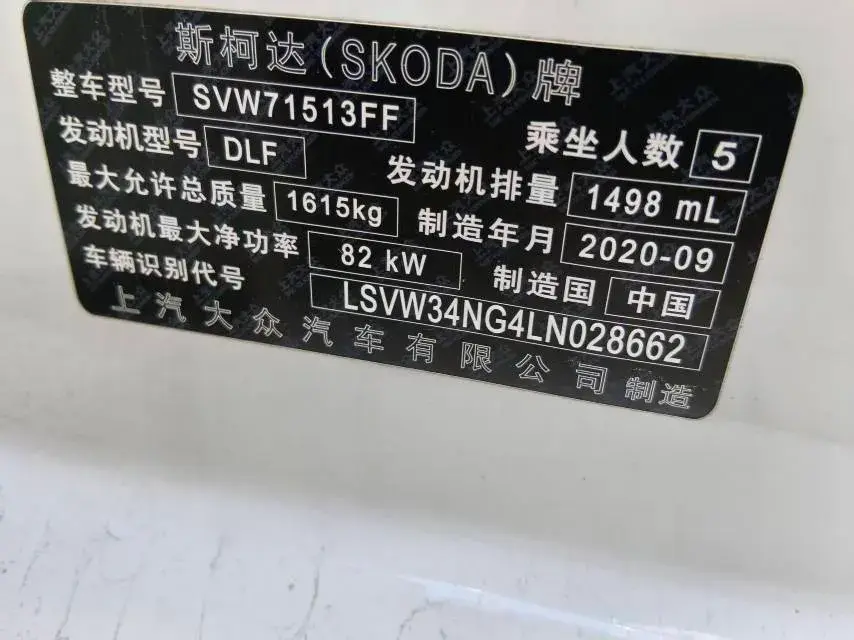 斯柯达(SKODA)牌
整车型号 SVW71513FF 乘坐人数 5
发动机型号 DLF 发动机排量 1498 mL
最大允许总质量 1615kg 制造年月 2020-09
发动机最大净功率 82 kW 制造国 中国
车辆识别代号 LSVW34NG4LN028662
上汽大众汽车有限公司制造